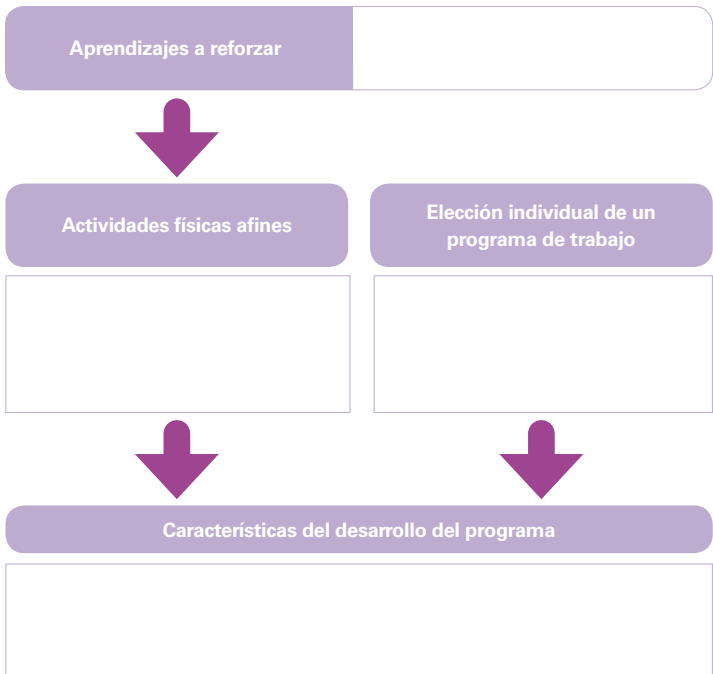 Aprendizajes a reforzar
Actividades físicas afines
Elección individual de un
programa de trabajo
Características del desarrollo del programa